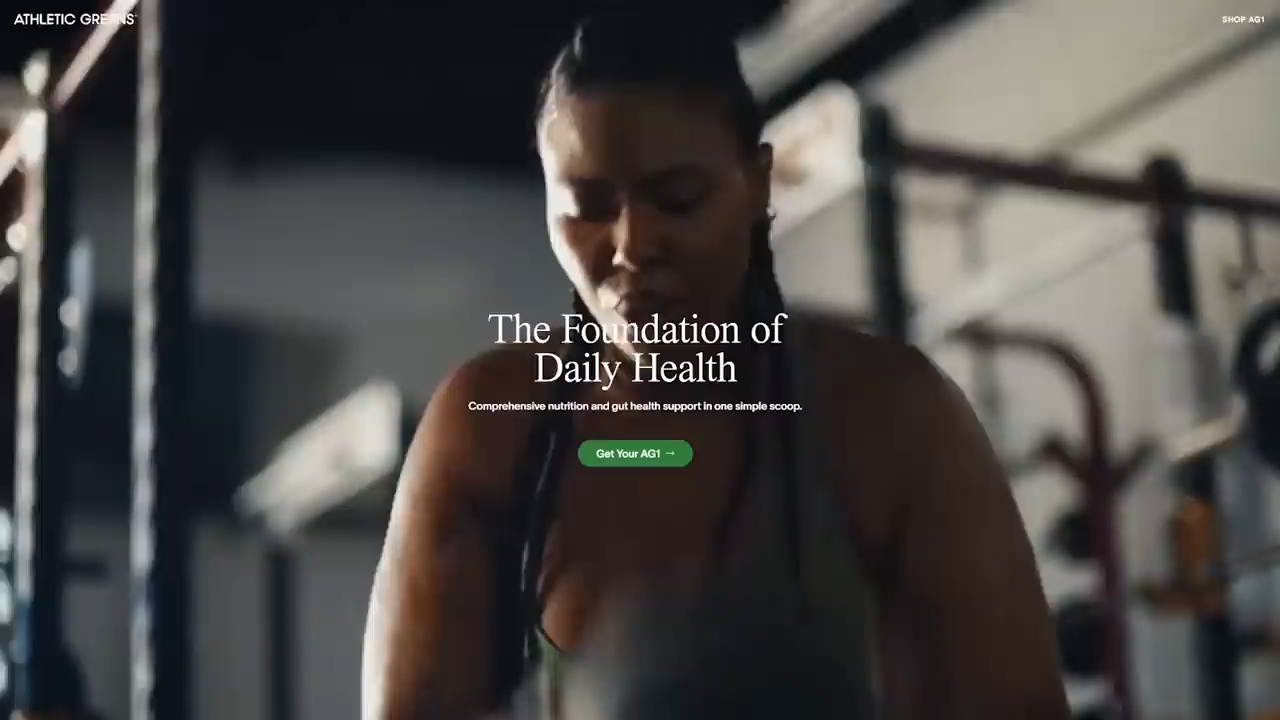 ATHLETIC GREENS
SHOP AG1
The Foundation of
Daily Health
Comprehensive nutrition and gut health support in one simple scoop.
Get Your AG1 →